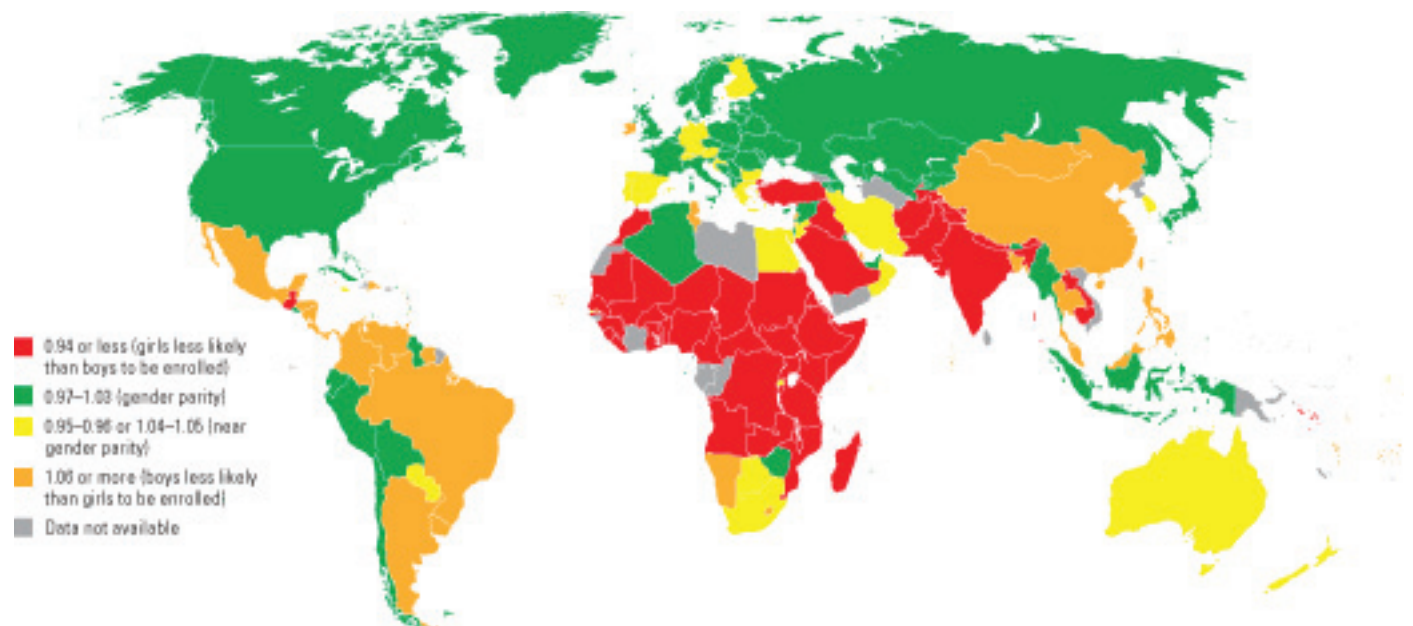 0.94 or less (girls less likely
than boys to be enrolled)
0.97–1.03 (gender parity)
0.95–0.96 or 1.04–1.05 (near
gender parity)
1.06 or more (boys less likely
than girls to be enrolled)
Data not available